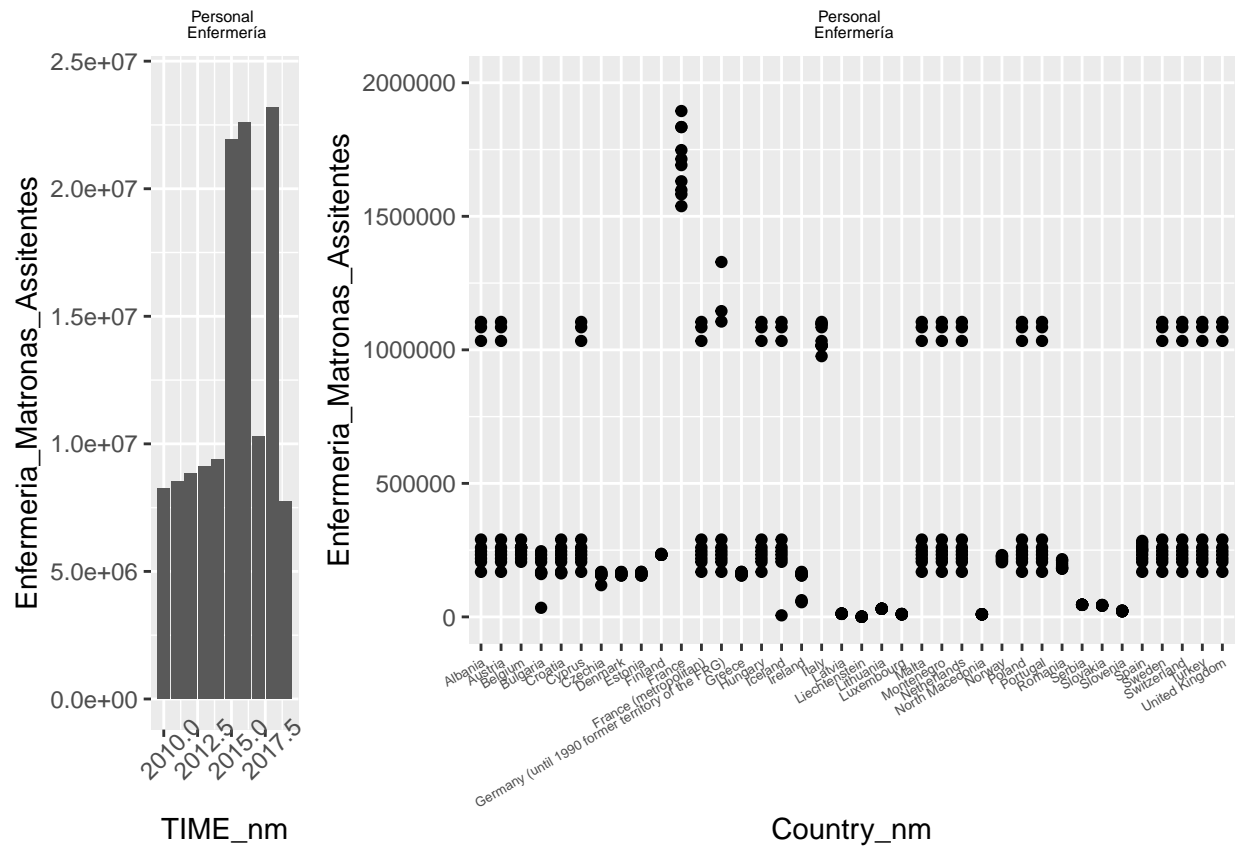 Personal
Enfermería
Enfermeria_Matronas_Assitentes
2.5e+07
2.0e+07
1.5e+07
1.0e+07
5.0e+06
0.0e+00
2010.0
2012.5
2015.0
2017.5
TIME_nm
Personal
Enfermería
Enfermeria_Matronas_Assitentes
2000000
1500000
1000000
500000
0
Albania
Austria
Belgium
Bulgaria
Croatia
Cyprus
Czechia
Denmark
Estonia
Finland
France
France (metropolitan)
Germany (until 1990 former territory of the FRG)
Greece
Hungary
Iceland
Ireland
Italy
Latvia
Liechtenstein
Lithuania
Luxembourg
Malta
Montenegro
Netherlands
North Macedonia
Norway
Poland
Portugal
Romania
Serbia
Slovakia
Slovenia
Spain
Sweden
Switzerland
Turkey
United Kingdom
Country_nm